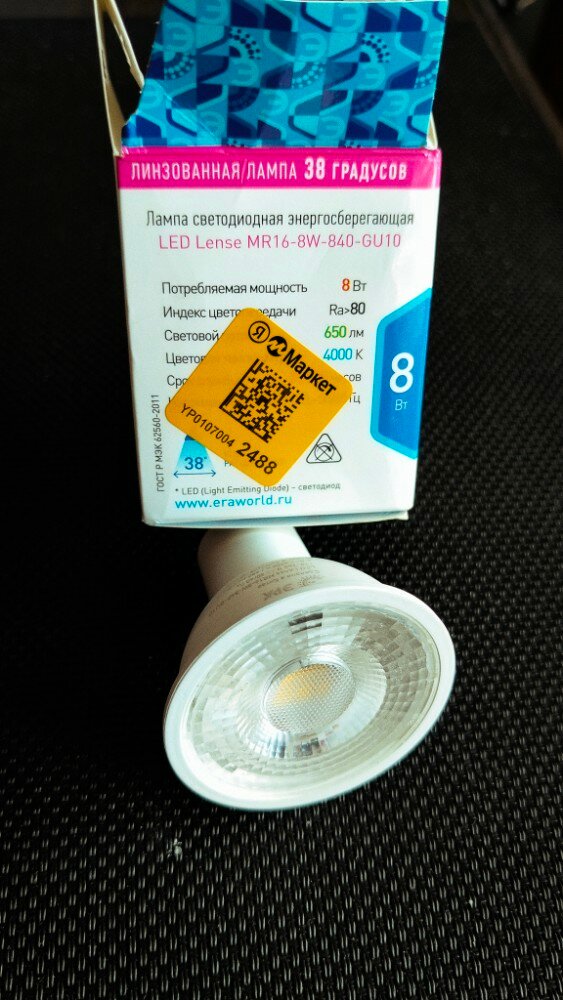 ЛИНЗОВАННАЯ/ЛАМПА 38 ГРАДУСОВ
Лампа светодиодная энергосберегающая
LED Lense MR16-8W-840-GU10
Потребляемая мощность 8 Вт
Индекс Ra>80
Световой 650 лм
4000 К
8
Вт
Я Маркет
YP0107004 2488
ГОСТ Р МЭК 62560-2011
38°
* LED (Light Emitting Diode) – светодиод
www.eraworld.ru
ЭРА